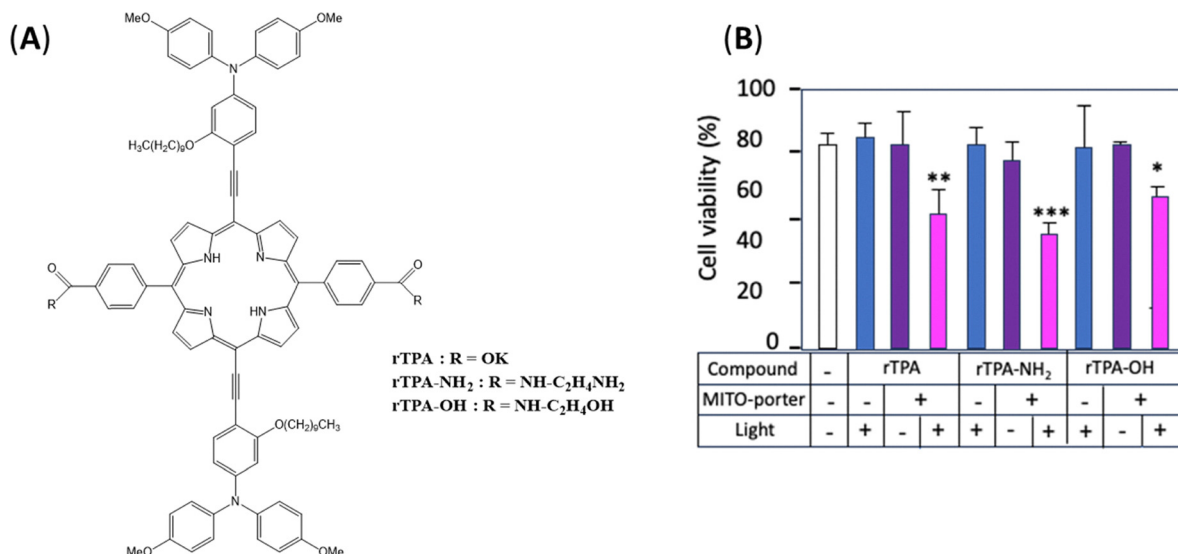 (A)
MeO
OMe
N
H₃C(H₂C)₉O
NH
N
O
R
O
R
N
HN
rTPA : R = OK
rTPA-NH₂ : R = NH-C₂H₄NH₂
rTPA-OH : R = NH-C₂H₄OH
O(CH₂)₉CH₃
N
MeO
OMe
(B)
Cell viability (%)
100
80
60
40
20
0
** *** *
Compound - rTPA rTPA-NH₂ rTPA-OH
MITO-porter - - + - + - +
Light - + - + + - + + - +